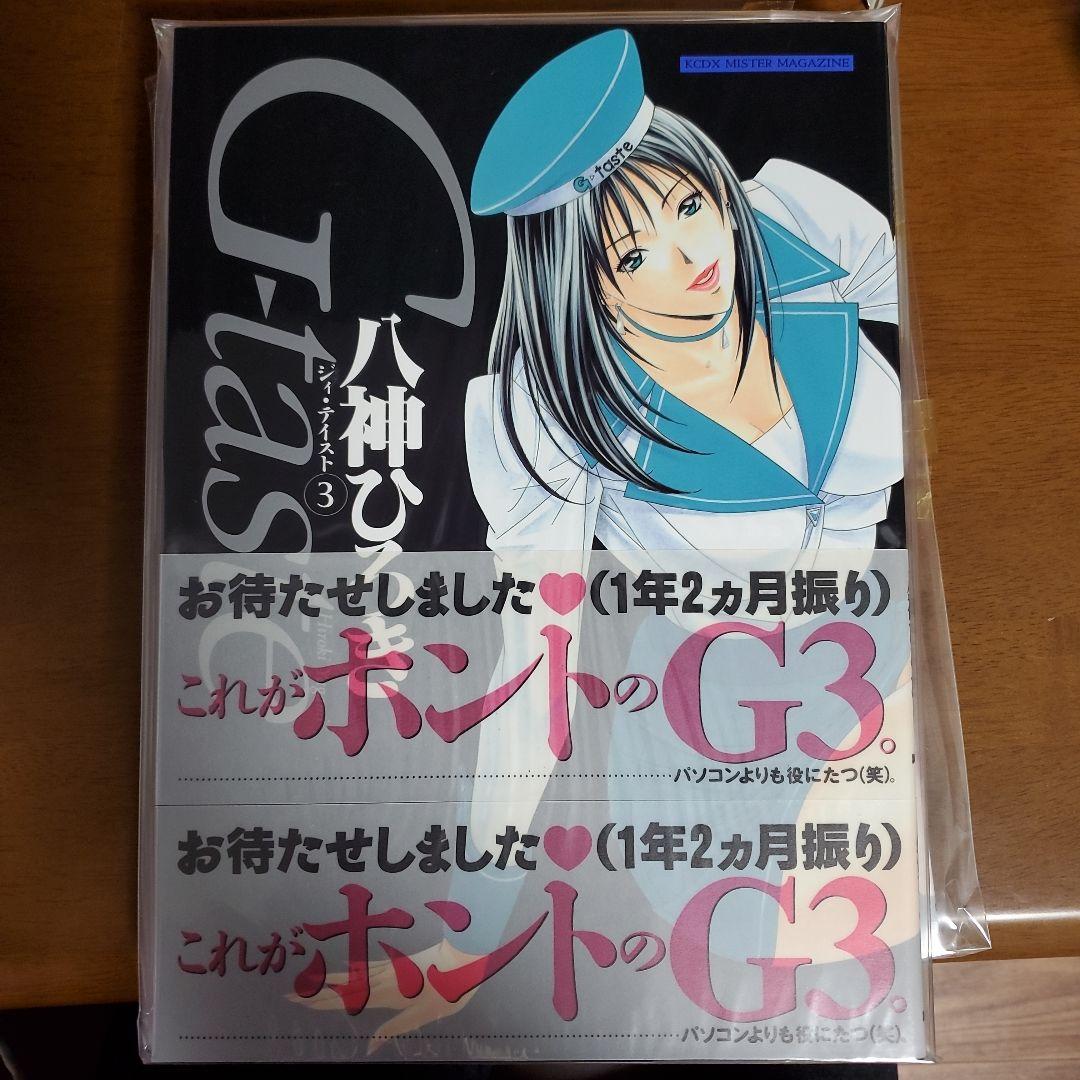 KCDX MISTER MAGAZINE
G-taste
G-taste
八神ひろき
ジィ・テイスト③
Hiroki
お待たせしました♥(1年2ヵ月振り)
これがホントのG3。
パソコンよりも役にたつ(笑)。
お待たせしました♥(1年2ヵ月振り)
これがホントのG3。
パソコンよりも役にたつ(笑)。